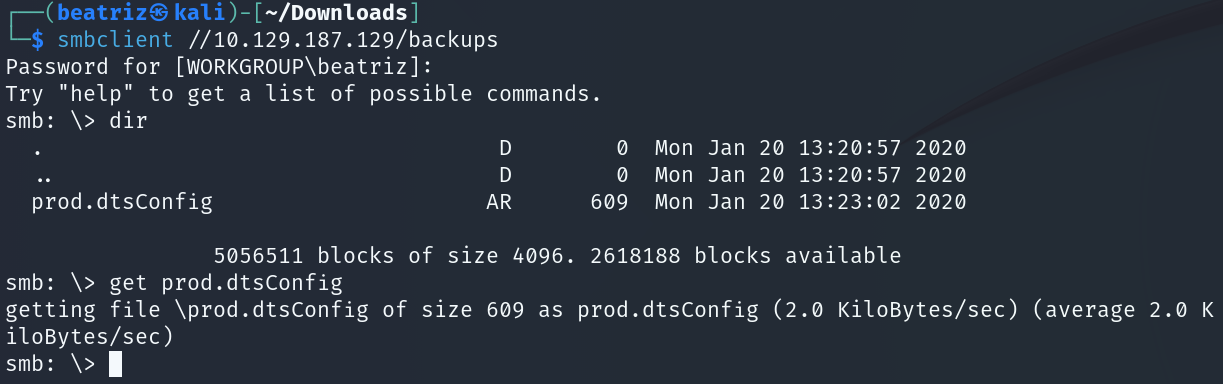 ┌──(beatriz㉿kali)-[~/Downloads]
└─$ smbclient //10.129.187.129/backups
Password for [WORKGROUP\beatriz]:
Try "help" to get a list of possible commands.
smb: \> dir
  .                                   D        0  Mon Jan 20 13:20:57 2020
  ..                                  D        0  Mon Jan 20 13:20:57 2020
  prod.dtsConfig                     AR      609  Mon Jan 20 13:23:02 2020
                5056511 blocks of size 4096. 2618188 blocks available
smb: \> get prod.dtsConfig
getting file \prod.dtsConfig of size 609 as prod.dtsConfig (2.0 KiloBytes/sec) (average 2.0 K
iloBytes/sec)
smb: \>